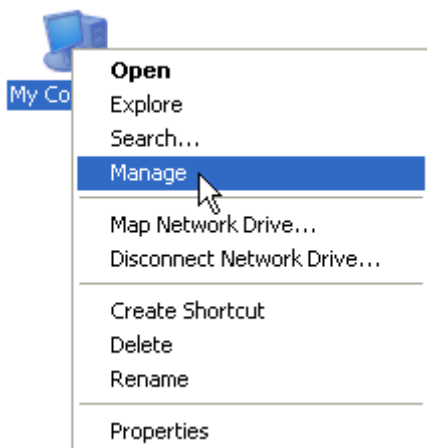 My Co
Open
Explore
Search...
Manage
Map Network Drive...
Disconnect Network Drive...
Create Shortcut
Delete
Rename
Properties